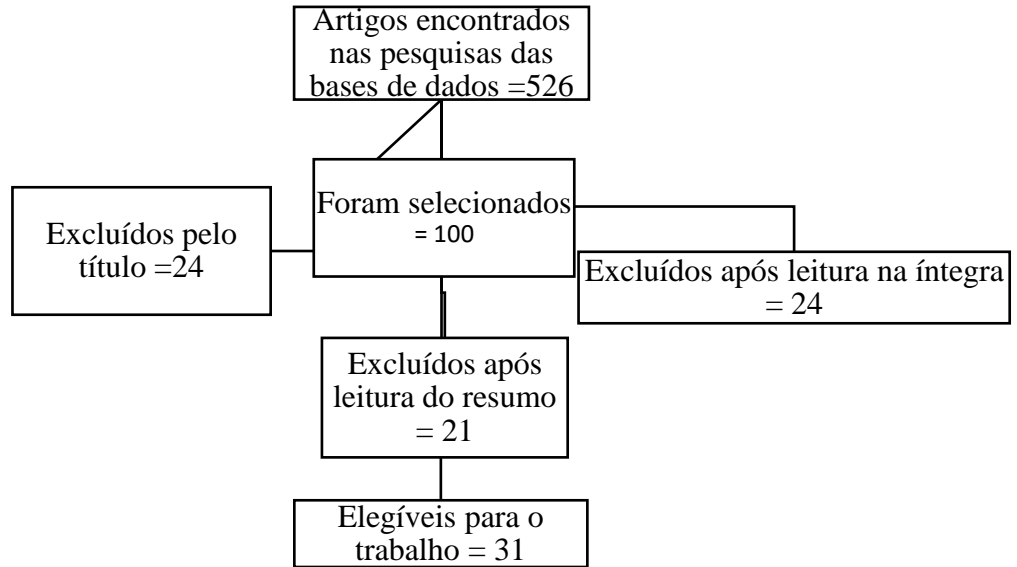 Artigos encontrados
nas pesquisas das
bases de dados =526
Foram selecionados
= 100
Excluídos pelo
título =24
Excluídos após leitura na íntegra
= 24
Excluídos após
leitura do resumo
= 21
Elegíveis para o
trabalho = 31